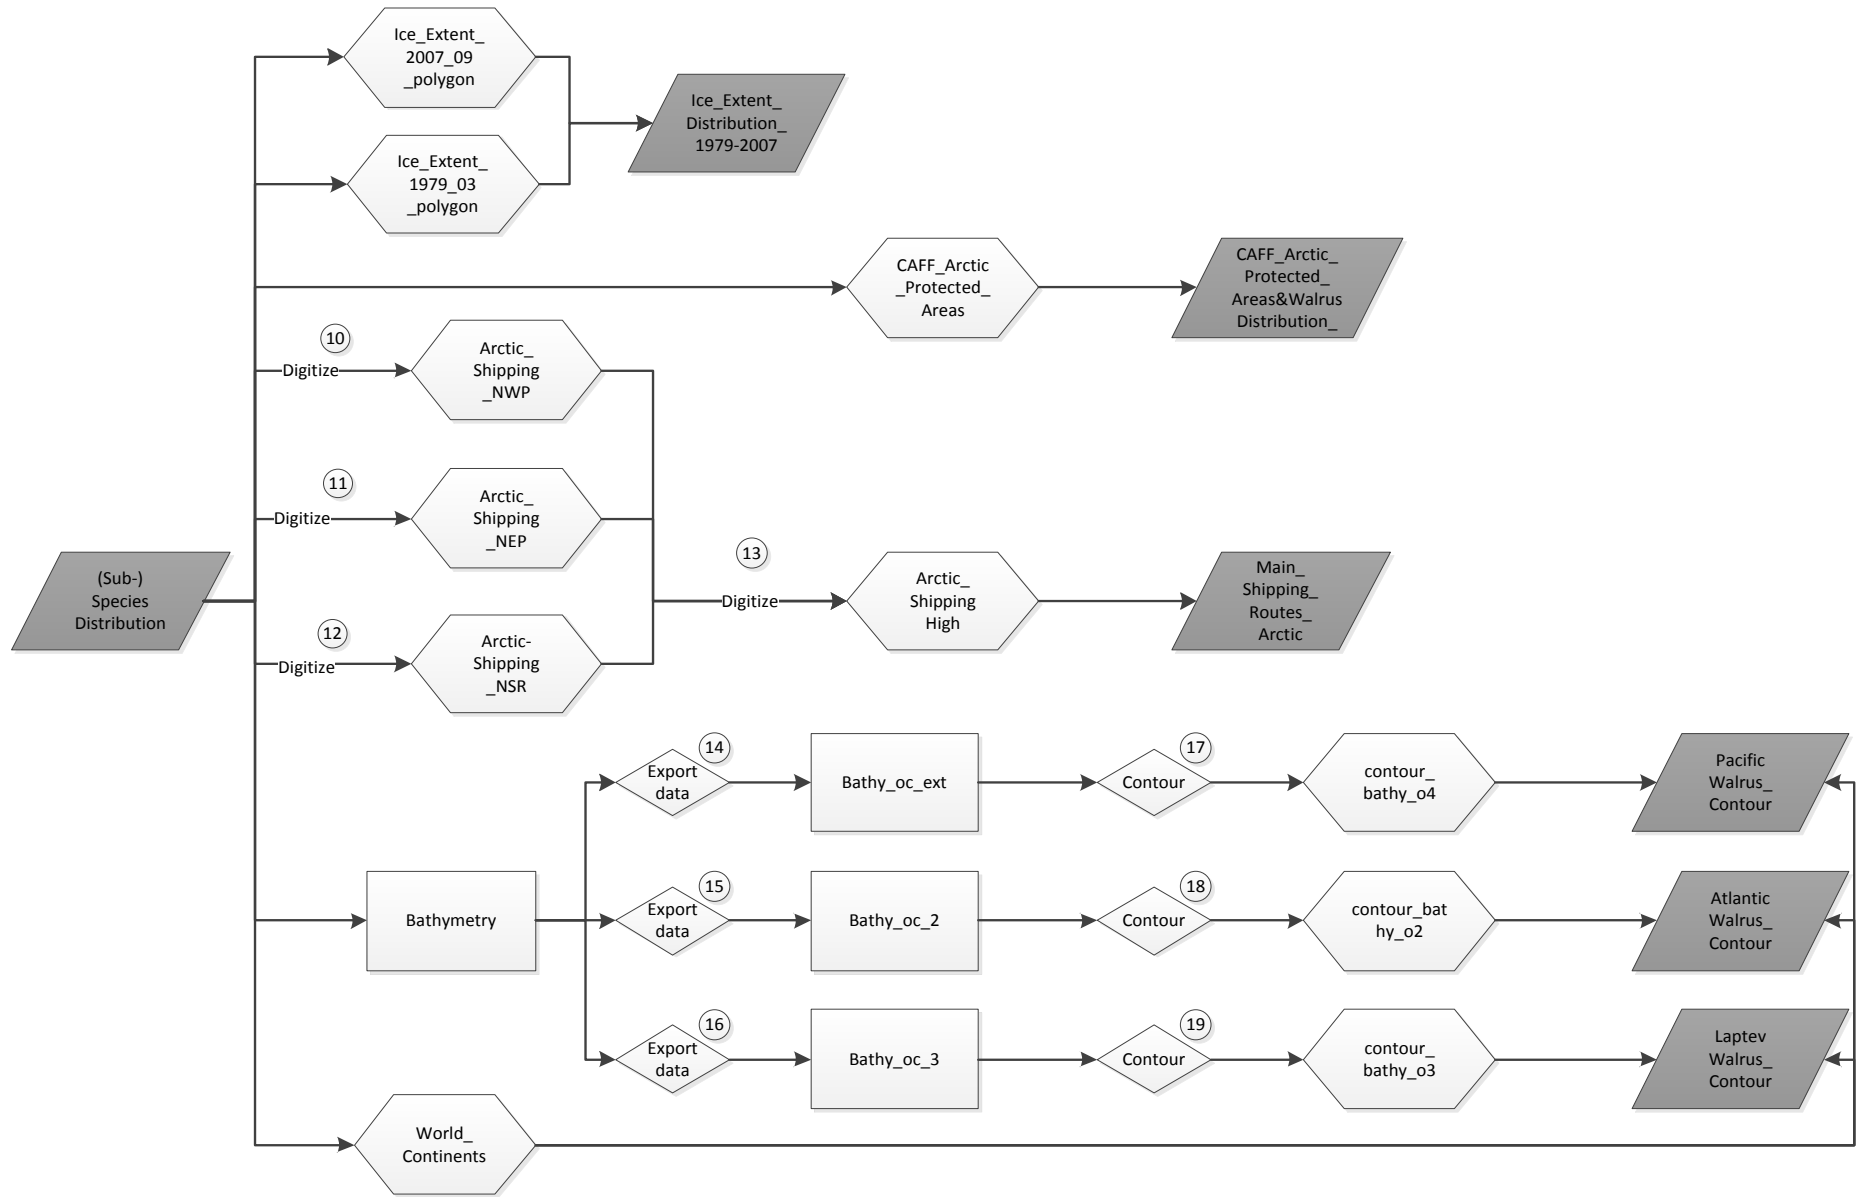 Ice_Extent_
2007_09
_polygon
Ice_Extent_
Distribution_
1979-2007
Ice_Extent_
1979_03
_polygon
CAFF_Arctic
_Protected_
Areas
CAFF_Arctic_
Protected_
Areas&Walrus
Distribution_
10
Digitize
Arctic_
Shipping
_NWP
11
Digitize
Arctic_
Shipping
_NEP
(Sub-)
Species
Distribution
13
Digitize
Arctic_
Shipping
High
Main_
Shipping_
Routes_
Arctic
12
Digitize
Arctic-
Shipping
_NSR
14
Export
data
Bathy_oc_ext
17
Contour
contour_
bathy_o4
Pacific
Walrus_
Contour
Bathymetry
15
Export
data
Bathy_oc_2
18
Contour
contour_bat
hy_o2
Atlantic
Walrus_
Contour
16
Export
data
Bathy_oc_3
19
Contour
contour_
bathy_o3
Laptev
Walrus_
Contour
World_
Continents